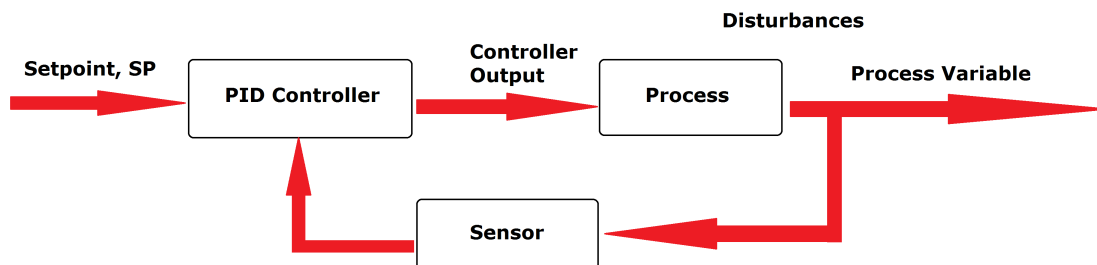 Disturbances
Setpoint, SP
PID Controller
Controller
Output
Process
Process Variable
Sensor